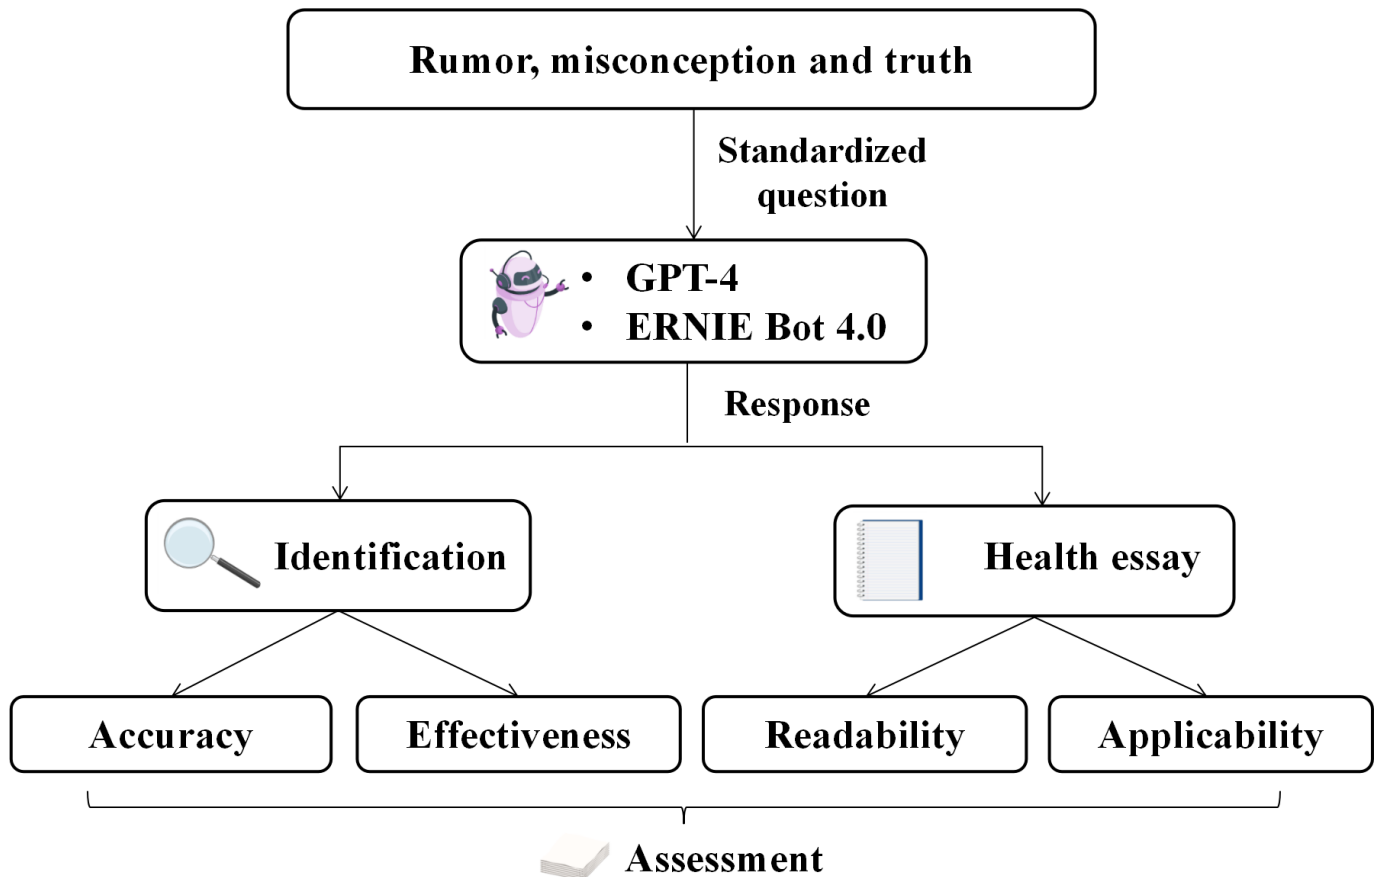 Rumor, misconception and truth
Standardized
question
• GPT-4
• ERNIE Bot 4.0
Response
Identification
Health essay
Accuracy
Effectiveness
Readability
Applicability
Assessment